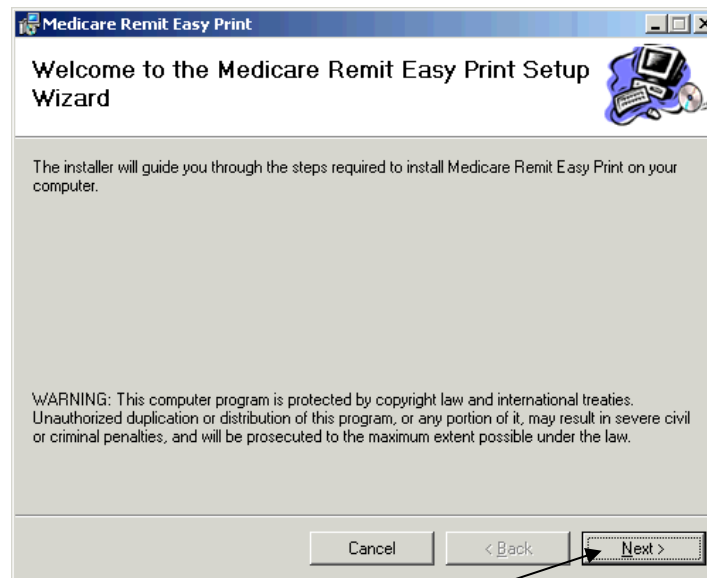 Medicare Remit Easy Print
Welcome to the Medicare Remit Easy Print Setup
Wizard
The installer will guide you through the steps required to install Medicare Remit Easy Print on your
computer.
WARNING: This computer program is protected by copyright law and international treaties.
Unauthorized duplication or distribution of this program, or any portion of it, may result in severe civil
or criminal penalties, and will be prosecuted to the maximum extent possible under the law.
Cancel
< Back
Next >